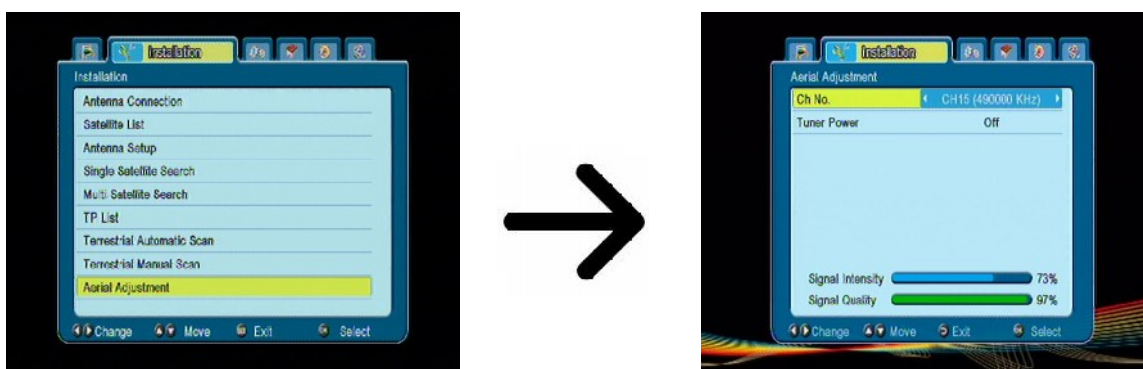 Installation
Installation
Antenna Connection
Satellite List
Antenna Setup
Single Satellite Search
Multi Satellite Search
TP List
Terrestrial Automatic Scan
Terrestrial Manual Scan
Aerial Adjustment
Change Move Exit Select
Installation
Aerial Adjustment
Ch No. CH15 (490000 KHz)
Tuner Power Off
Signal Intensity 73%
Signal Quality 97%
Change Move Exit Select